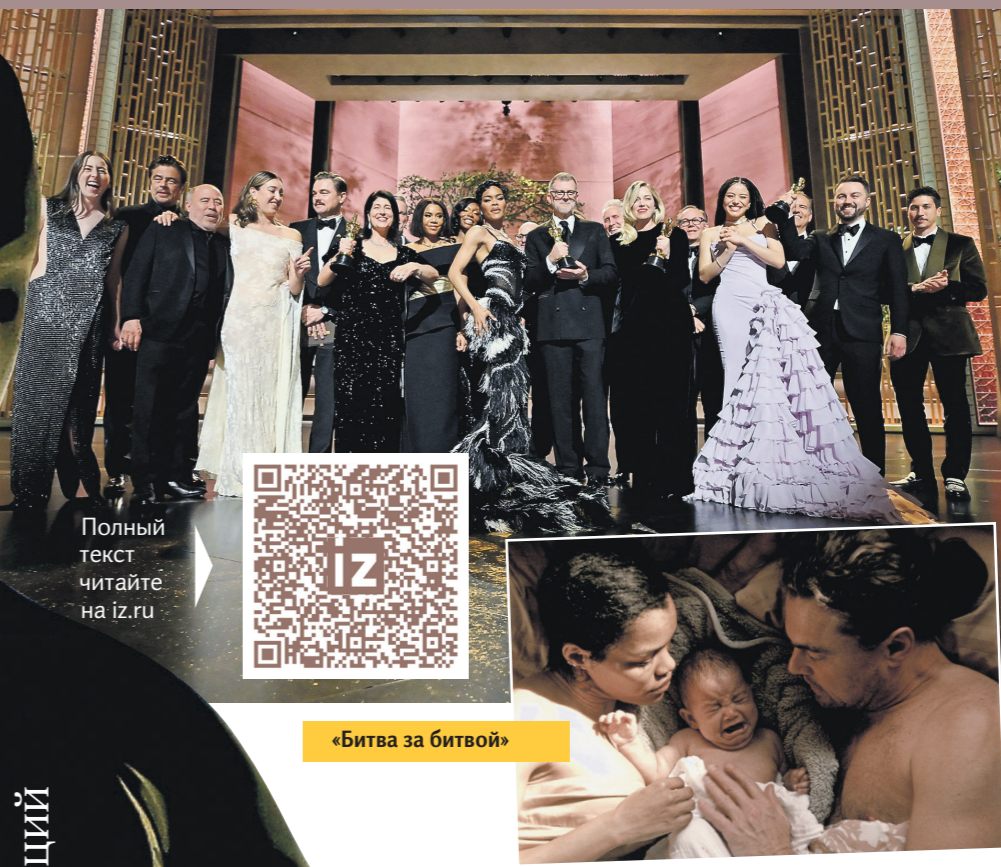 Полный
текст
читайте
на iz.ru
iz
«Битва за битвой»
ций